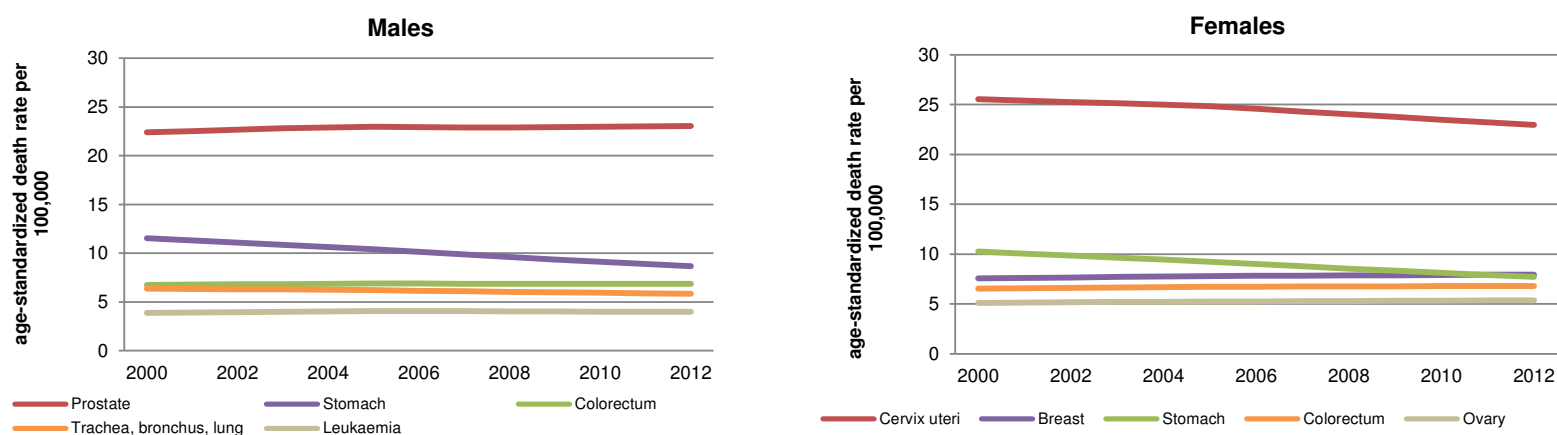 Males
age-standardized death rate per
100,000
30
25
20
15
10
5
0
2000 2002 2004 2006 2008 2010 2012
Prostate Stomach Colorectum
Trachea, bronchus, lung Leukaemia
Females
age-standardized death rate per
100,000
30
25
20
15
10
5
0
2000 2002 2004 2006 2008 2010 2012
Cervix uteri Breast Stomach Colorectum Ovary